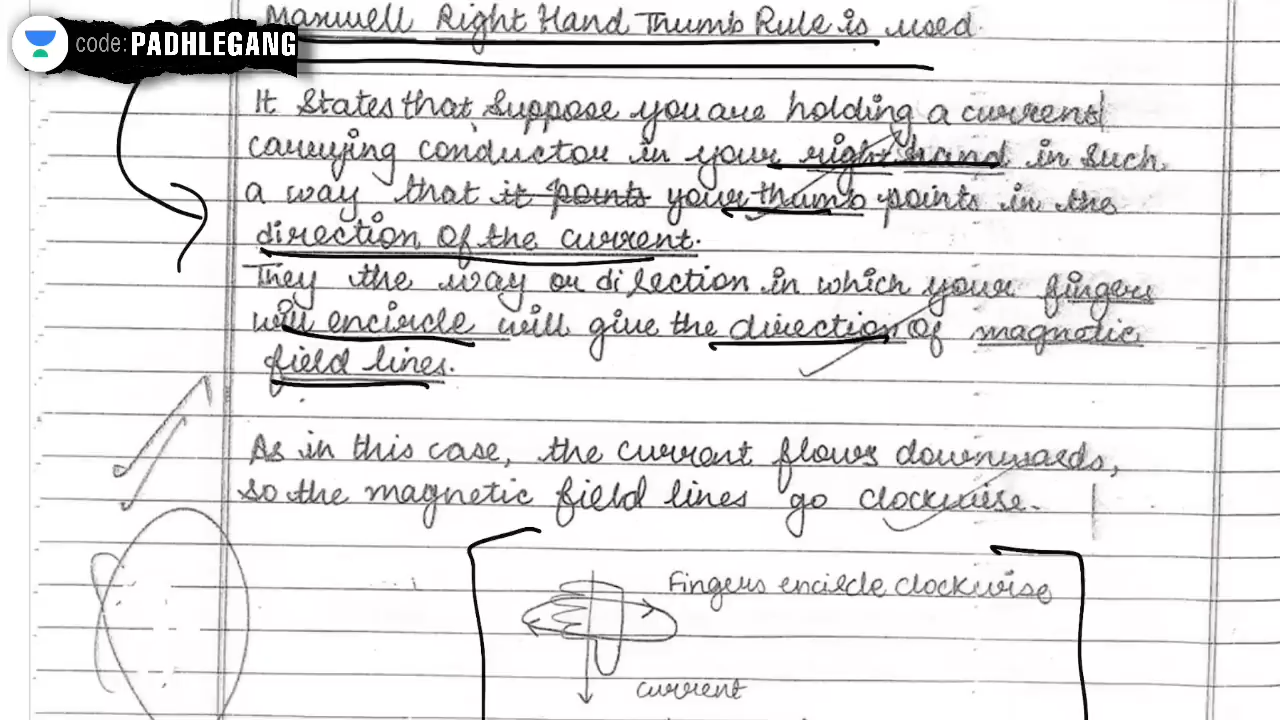 code: PADHLEGANG
Maxwell Right Hand Thumb Rule is used.
It States that Suppose you are holding a current
carrying conductor in your right hand in such
a way that it points your thumb points in the
direction of the current.
They the way or direction in which your fingers
will encircle will give the direction of magnetic
field lines.
As in this case, the current flows downwards,
so the magnetic field lines go clockwise.
Fingers encircle clockwise
current